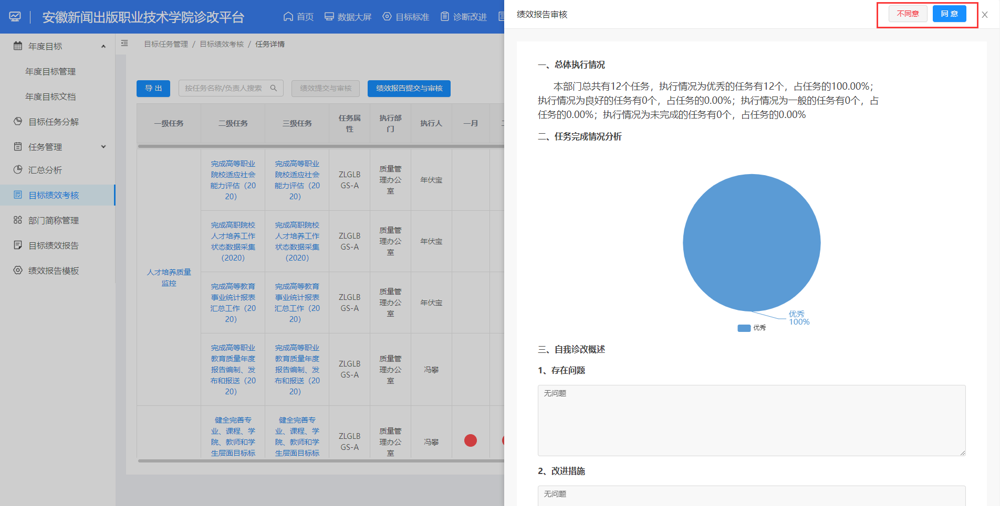 安徽新闻出版职业技术学院诊改平台
首页
数据大屏
目标标准
诊断改进
年度目标
年度目标管理
年度目标文档
目标任务分解
任务管理
汇总分析
目标绩效考核
部门简称管理
目标绩效报告
绩效报告模板
目标任务管理 / 目标绩效考核 / 任务详情
导 出
按任务名称/负责人搜索
绩效提交与审核
绩效报告提交与审核
一级任务
二级任务
三级任务
任务属
性
执行部
门
执行人
一月
人才培养质量
监控
完成高等职业
院校适应社会
能力评估（20
20）
完成高等职业
院校适应社会
能力评估（20
20）
ZLGLB
GS-A
质量管
理办公
室
年伏宝
完成高职院校
人才培养工作
状态数据采集
（2020）
完成高职院校
人才培养工作
状态数据采集
（2020）
ZLGLB
GS-A
质量管
理办公
室
年伏宝
完成高等教育
事业统计报表
汇总工作（20
20）
完成高等教育
事业统计报表
汇总工作（20
20）
ZLGLB
GS-A
质量管
理办公
室
年伏宝
完成高等职业
教育质量年度
报告编制、发
布和报送（20
20）
完成高等职业
教育质量年度
报告编制、发
布和报送（20
20）
ZLGLB
GS-A
质量管
理办公
室
冯攀
健全完善专
业、课程、学
院、教师和学
生层面目标标
健全完善专
业、课程、学
院、教师和学
生层面目标标
ZLGLB
GS-A
质量管
理办公
室
冯攀
绩效报告审核
不同意
同 意
一、总体执行情况
本部门总共有12个任务，执行情况为优秀的任务有12个，占任务的100.00%；
执行情况为良好的任务有0个，占任务的0.00%；执行情况为一般的任务有0个，占
任务的0.00%；执行情况为未完成的任务有0个，占任务的0.00%
二、任务完成情况分析
优秀
100%
优秀
三、自我诊改概述
1、存在问题
无问题
2、改进措施
无问题